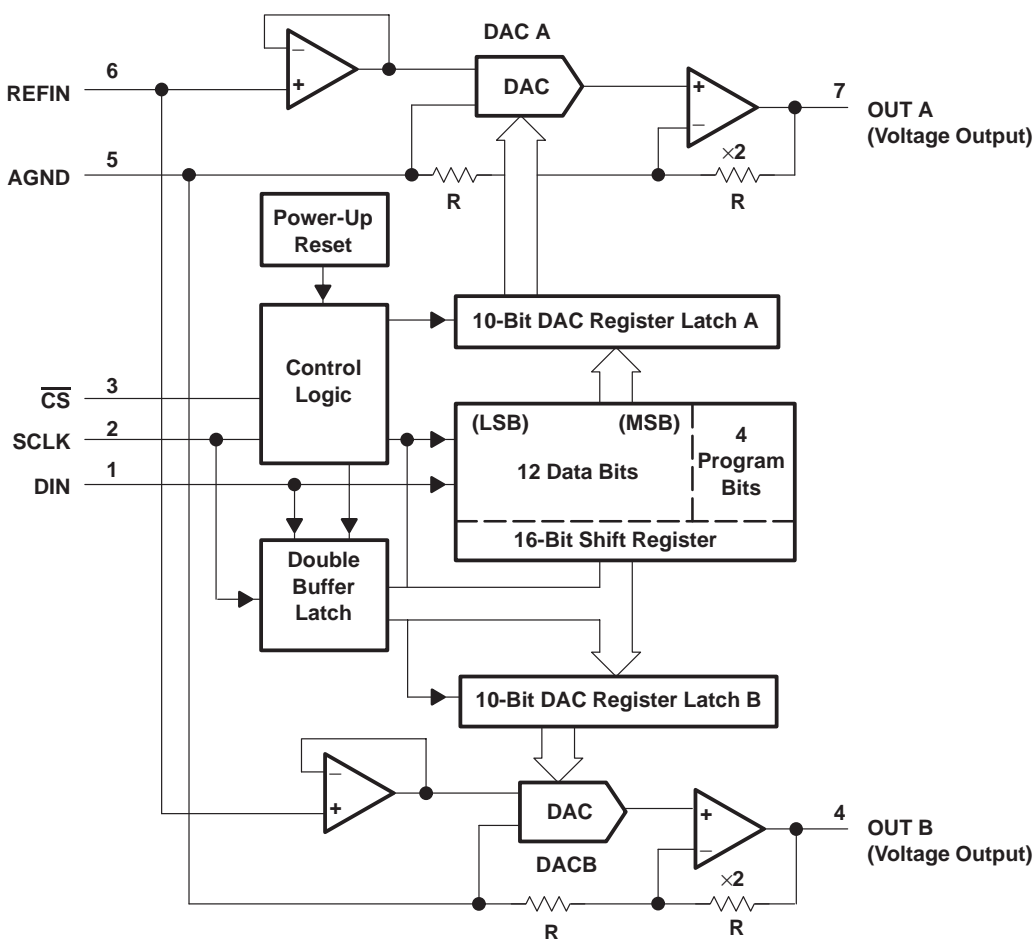 DAC A
6
REFIN
−
+
DAC
+
−
7
OUT A
(Voltage Output)
5
AGND
R
×2
R
Power-Up
Reset
10-Bit DAC Register Latch A
Control
Logic
3
CS
2
SCLK
1
DIN
(LSB)
(MSB)
12 Data Bits
4
Program
Bits
16-Bit Shift Register
Double
Buffer
Latch
10-Bit DAC Register Latch B
−
+
DAC
DACB
+
−
4
OUT B
(Voltage Output)
R
×2
R